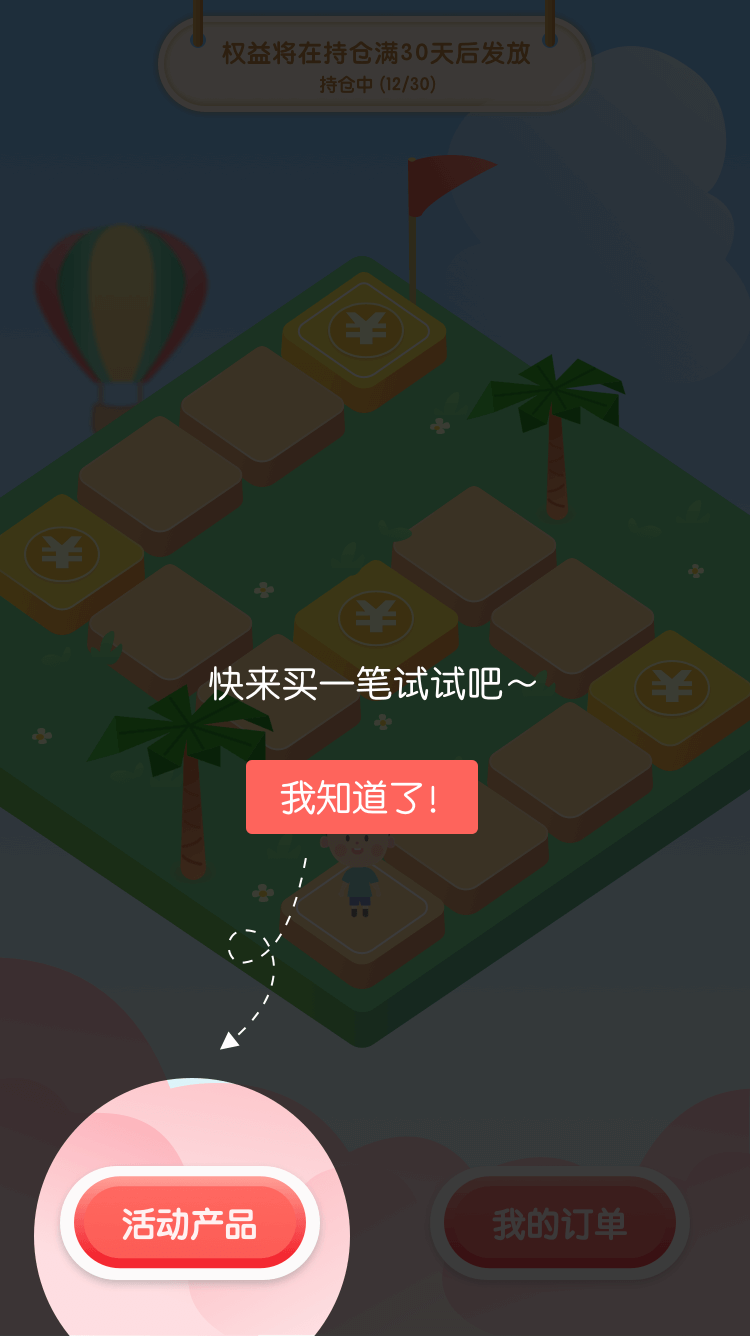 权益将在持仓满30天后发放
持仓中 (12/30)
快来买一笔试试吧～
我知道了!
活动产品
我的订单